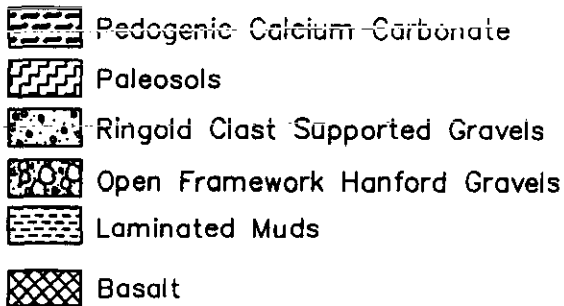 Pedogenic Calcium Carbonate
Paleosols
Ringold Clast Supported Gravels
Open Framework Hanford Gravels
Laminated Muds
Basalt